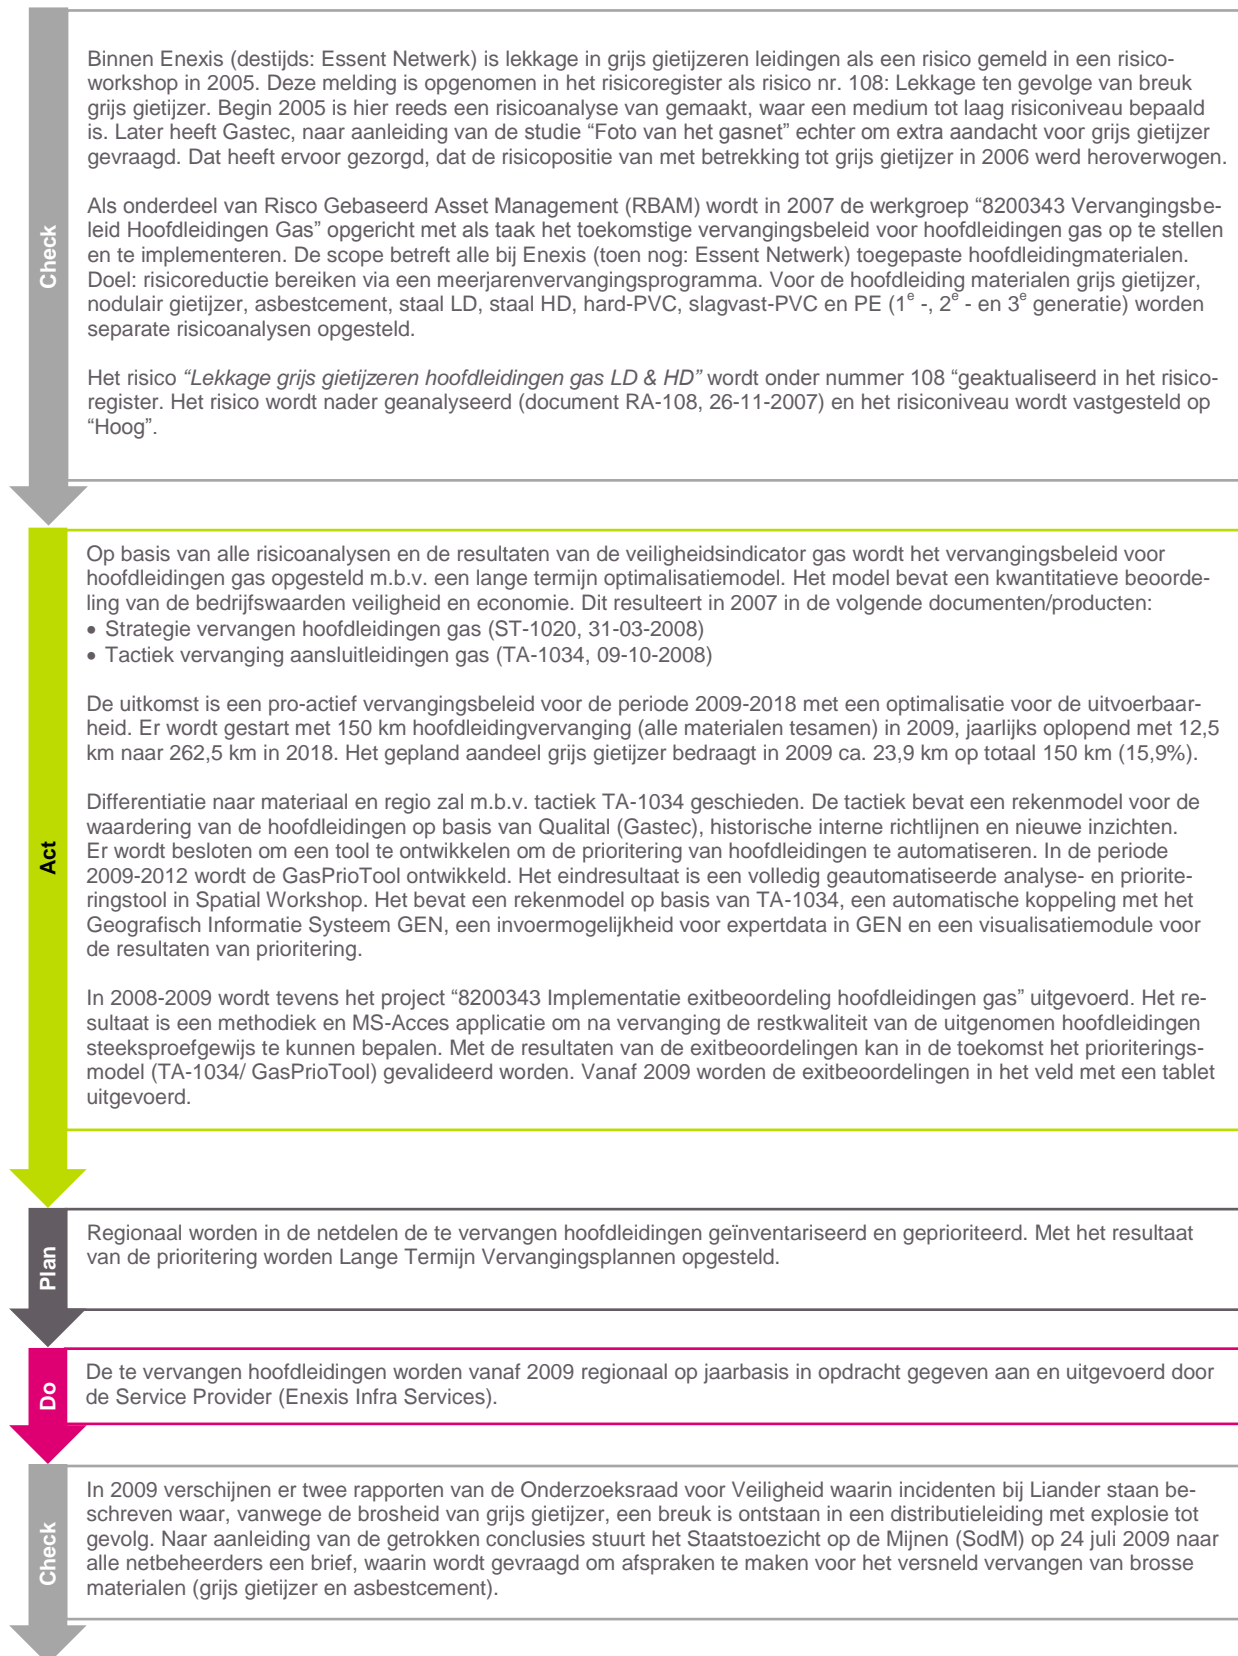 Check
Binnen Enexis (destijds: Essent Netwerk) is lekkage in grijs gietijzeren leidingen als een risico gemeld in een risico-
workshop in 2005. Deze melding is opgenomen in het risicoregister als risico nr. 108: Lekkage ten gevolge van breuk
grijs gietijzer. Begin 2005 is hier reeds een risicoanalyse van gemaakt, waar een medium tot laag risiconiveau bepaald
is. Later heeft Gastec, naar aanleiding van de studie “Foto van het gasnet” echter om extra aandacht voor grijs gietijzer
gevraagd. Dat heeft ervoor gezorgd, dat de risicopositie van met betrekking tot grijs gietijzer in 2006 werd heroverwogen.
Als onderdeel van Risco Gebaseerd Asset Management (RBAM) wordt in 2007 de werkgroep “8200343 Vervangingsbe-
leid Hoofdleidingen Gas” opgericht met als taak het toekomstige vervangingsbeleid voor hoofdleidingen gas op te stellen
en te implementeren. De scope betreft alle bij Enexis (toen nog: Essent Netwerk) toegepaste hoofdleidingmaterialen.
Doel: risicoreductie bereiken via een meerjarenvervangingsprogramma. Voor de hoofdleiding materialen grijs gietijzer,
nodulair gietijzer, asbestcement, staal LD, staal HD, hard-PVC, slagvast-PVC en PE (1e -, 2e - en 3e generatie) worden
separate risicoanalysen opgesteld.
Het risico “Lekkage grijs gietijzeren hoofdleidingen gas LD & HD” wordt onder nummer 108 “geaktualiseerd in het risico-
register. Het risico wordt nader geanalyseerd (document RA-108, 26-11-2007) en het risiconiveau wordt vastgesteld op
“Hoog”.
Act
Op basis van alle risicoanalysen en de resultaten van de veiligheidsindicator gas wordt het vervangingsbeleid voor
hoofdleidingen gas opgesteld m.b.v. een lange termijn optimalisatiemodel. Het model bevat een kwantitatieve beoorde-
ling van de bedrijfswaarden veiligheid en economie. Dit resulteert in 2007 in de volgende documenten/producten:
• Strategie vervangen hoofdleidingen gas (ST-1020, 31-03-2008)
• Tactiek vervanging aansluitleidingen gas (TA-1034, 09-10-2008)
De uitkomst is een pro-actief vervangingsbeleid voor de periode 2009-2018 met een optimalisatie voor de uitvoerbaar-
heid. Er wordt gestart met 150 km hoofdleidingvervanging (alle materialen tesamen) in 2009, jaarlijks oplopend met 12,5
km naar 262,5 km in 2018. Het gepland aandeel grijs gietijzer bedraagt in 2009 ca. 23,9 km op totaal 150 km (15,9%).
Differentiatie naar materiaal en regio zal m.b.v. tactiek TA-1034 geschieden. De tactiek bevat een rekenmodel voor de
waardering van de hoofdleidingen op basis van Qualital (Gastec), historische interne richtlijnen en nieuwe inzichten.
Er wordt besloten om een tool te ontwikkelen om de prioritering van hoofdleidingen te automatiseren. In de periode
2009-2012 wordt de GasPrioTool ontwikkeld. Het eindresultaat is een volledig geautomatiseerde analyse- en priorite-
ringstool in Spatial Workshop. Het bevat een rekenmodel op basis van TA-1034, een automatische koppeling met het
Geografisch Informatie Systeem GEN, een invoermogelijkheid voor expertdata in GEN en een visualisatiemodule voor
de resultaten van prioritering.
In 2008-2009 wordt tevens het project “8200343 Implementatie exitbeoordeling hoofdleidingen gas” uitgevoerd. Het re-
sultaat is een methodiek en MS-Acces applicatie om na vervanging de restkwaliteit van de uitgenomen hoofdleidingen
steeksproefgewijs te kunnen bepalen. Met de resultaten van de exitbeoordelingen kan in de toekomst het prioriterings-
model (TA-1034/ GasPrioTool) gevalideerd worden. Vanaf 2009 worden de exitbeoordelingen in het veld met een tablet
uitgevoerd.
Plan
Regionaal worden in de netdelen de te vervangen hoofdleidingen geïnventariseerd en geprioriteerd. Met het resultaat
van de prioritering worden Lange Termijn Vervangingsplannen opgesteld.
Do
De te vervangen hoofdleidingen worden vanaf 2009 regionaal op jaarbasis in opdracht gegeven aan en uitgevoerd door
de Service Provider (Enexis Infra Services).
Check
In 2009 verschijnen er twee rapporten van de Onderzoeksraad voor Veiligheid waarin incidenten bij Liander staan be-
schreven waar, vanwege de brosheid van grijs gietijzer, een breuk is ontstaan in een distributieleiding met explosie tot
gevolg. Naar aanleiding van de getrokken conclusies stuurt het Staatstoezicht op de Mijnen (SodM) op 24 juli 2009 naar
alle netbeheerders een brief, waarin wordt gevraagd om afspraken te maken voor het versneld vervangen van brosse
materialen (grijs gietijzer en asbestcement).